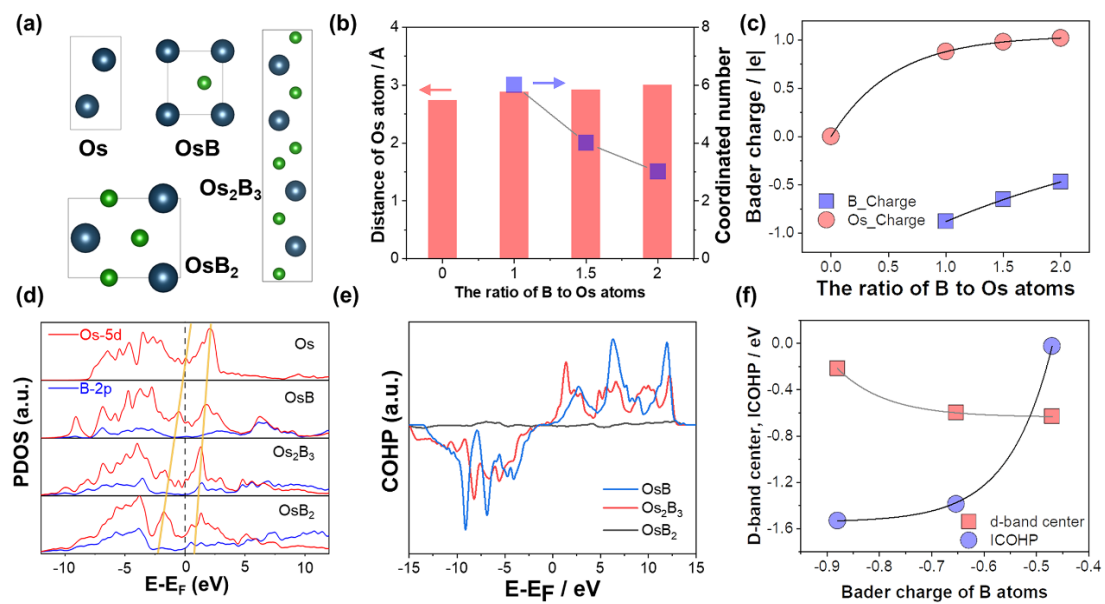 (a)
Os
OsB
Os₂B₃
OsB₂
(b)
Distance of Os atom / Å
4
3
2
1
0
8
6
4
2
0
Coordinated number
0
1
1.5
2
The ratio of B to Os atoms
(c)
Bader charge / |e|
1.0
0.5
0.0
-0.5
-1.0
B_Charge
Os_Charge
0.0
0.5
1.0
1.5
2.0
The ratio of B to Os atoms
(d)
PDOS (a.u.)
Os-5d
Os
B-2p
OsB
Os₂B₃
OsB₂
-10
-5
0
5
10
E-E_F (eV)
(e)
COHP (a.u.)
OsB
Os₂B₃
OsB₂
-15
-10
-5
0
5
10
15
E-E_F / eV
(f)
D-band center, ICOHP / eV
0.0
-0.4
-0.8
-1.2
-1.6
d-band center
ICOHP
-0.9
-0.8
-0.7
-0.6
-0.5
-0.4
Bader charge of B atoms